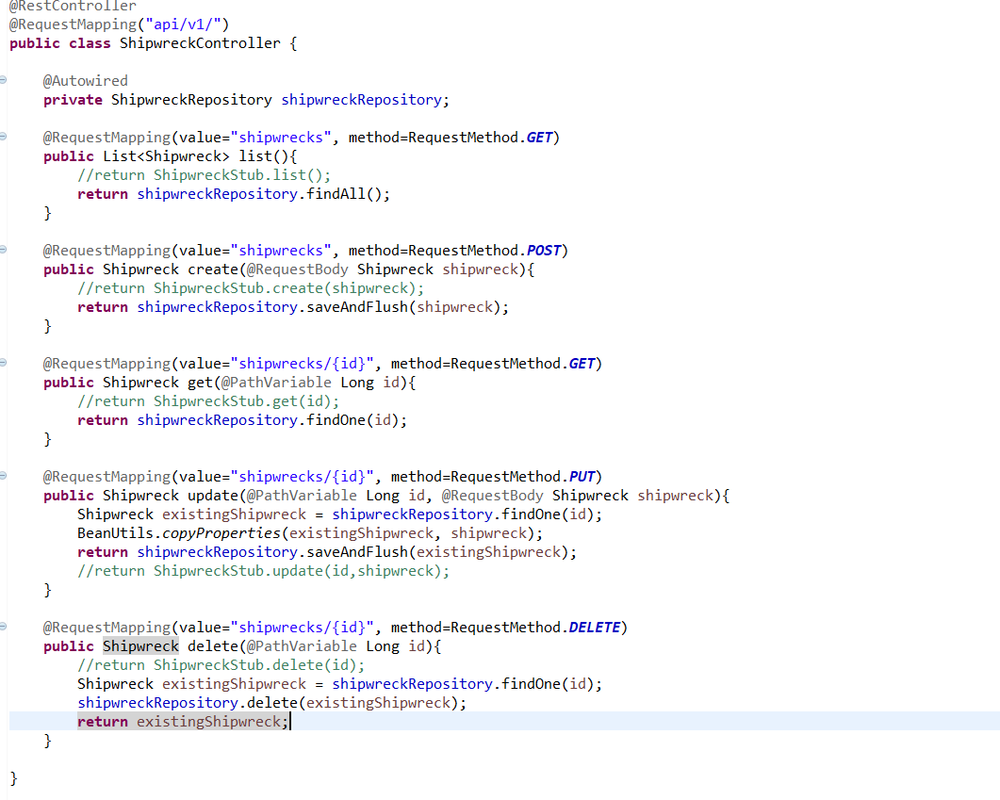 @RestController
@RequestMapping("api/v1/")
public class ShipwreckController {
@Autowired
private ShipwreckRepository shipwreckRepository;
@RequestMapping(value="shipwrecks", method=RequestMethod.GET)
public List<Shipwreck> list(){
//return ShipwreckStub.list();
return shipwreckRepository.findAll();
}
@RequestMapping(value="shipwrecks", method=RequestMethod.POST)
public Shipwreck create(@RequestBody Shipwreck shipwreck){
//return ShipwreckStub.create(shipwreck);
return shipwreckRepository.saveAndFlush(shipwreck);
}
@RequestMapping(value="shipwrecks/{id}", method=RequestMethod.GET)
public Shipwreck get(@PathVariable Long id){
//return ShipwreckStub.get(id);
return shipwreckRepository.findOne(id);
}
@RequestMapping(value="shipwrecks/{id}", method=RequestMethod.PUT)
public Shipwreck update(@PathVariable Long id, @RequestBody Shipwreck shipwreck){
Shipwreck existingShipwreck = shipwreckRepository.findOne(id);
BeanUtils.copyProperties(existingShipwreck, shipwreck);
return shipwreckRepository.saveAndFlush(existingShipwreck);
//return ShipwreckStub.update(id,shipwreck);
}
@RequestMapping(value="shipwrecks/{id}", method=RequestMethod.DELETE)
public Shipwreck delete(@PathVariable Long id){
//return ShipwreckStub.delete(id);
Shipwreck existingShipwreck = shipwreckRepository.findOne(id);
shipwreckRepository.delete(existingShipwreck);
return existingShipwreck;
}
}